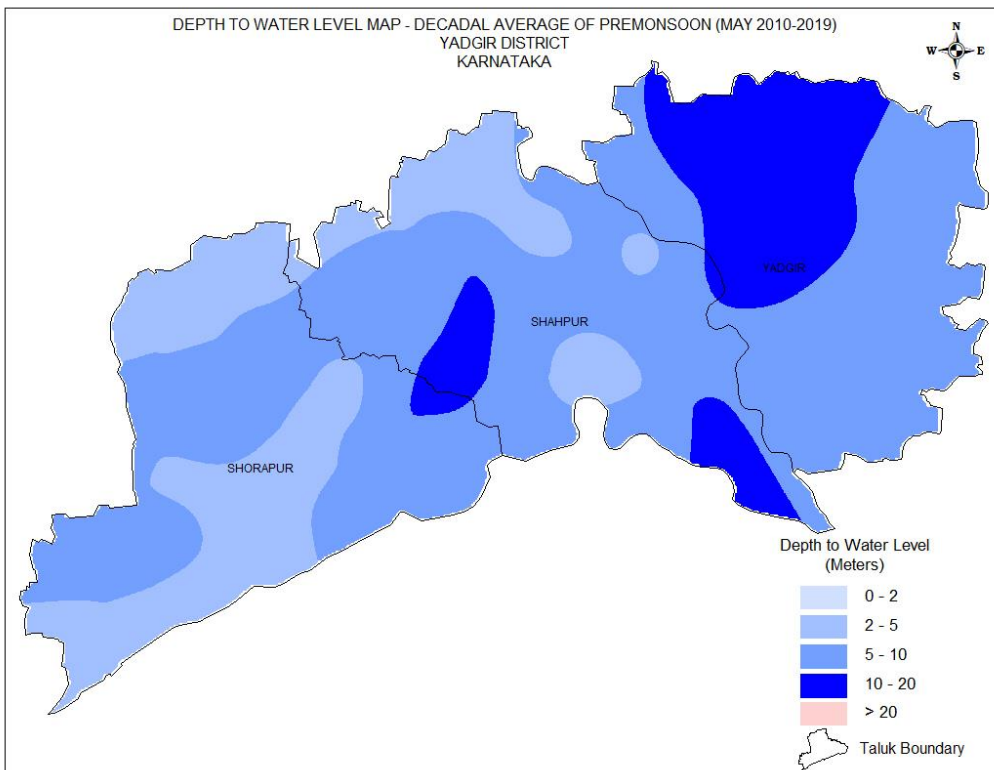 DEPTH TO WATER LEVEL MAP - DECADAL AVERAGE OF PREMONSOON (MAY 2010-2019)
YADGIR DISTRICT
KARNATAKA
N
W E
S
YADGIR
SHAHPUR
SHORAPUR
Depth to Water Level
(Meters)
0 - 2
2 - 5
5 - 10
10 - 20
> 20
Taluk Boundary